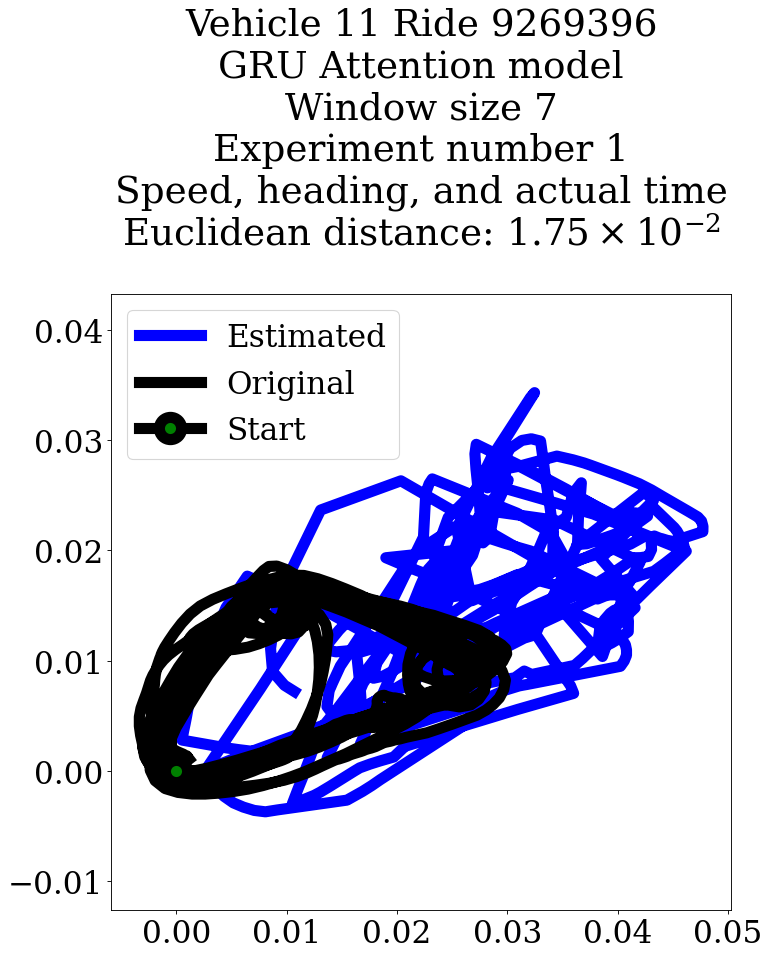 Vehicle 11 Ride 9269396
GRU Attention model
Window size 7
Experiment number 1
Speed, heading, and actual time
Euclidean distance: 1.75 × 10⁻²
Estimated
Original
Start
0.04
0.03
0.02
0.01
0.00
−0.01
0.00 0.01 0.02 0.03 0.04 0.05